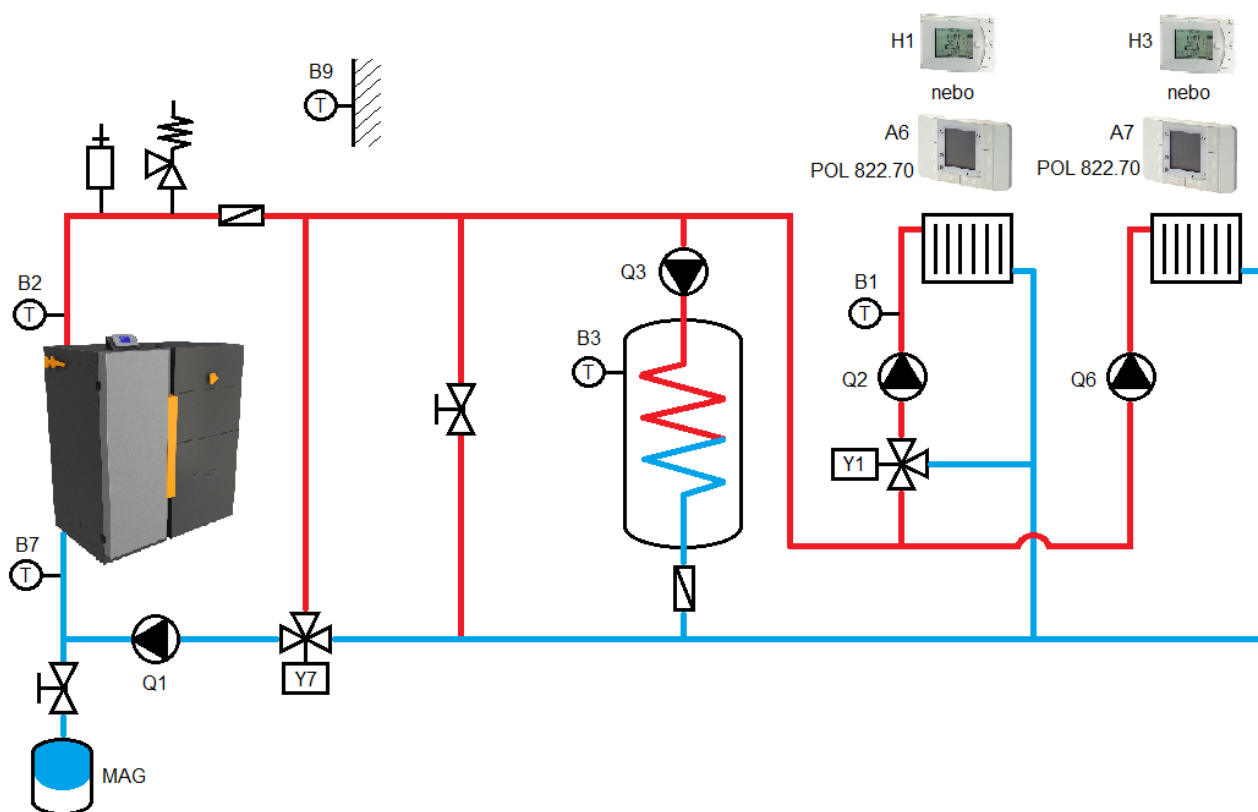 H1
H3
B9
T
nebo
nebo
A6
A7
POL 822.70
POL 822.70
Q3
B2
T
B1
T
B3
T
Q2
Q6
Y1
B7
T
Q1
Y7
MAG